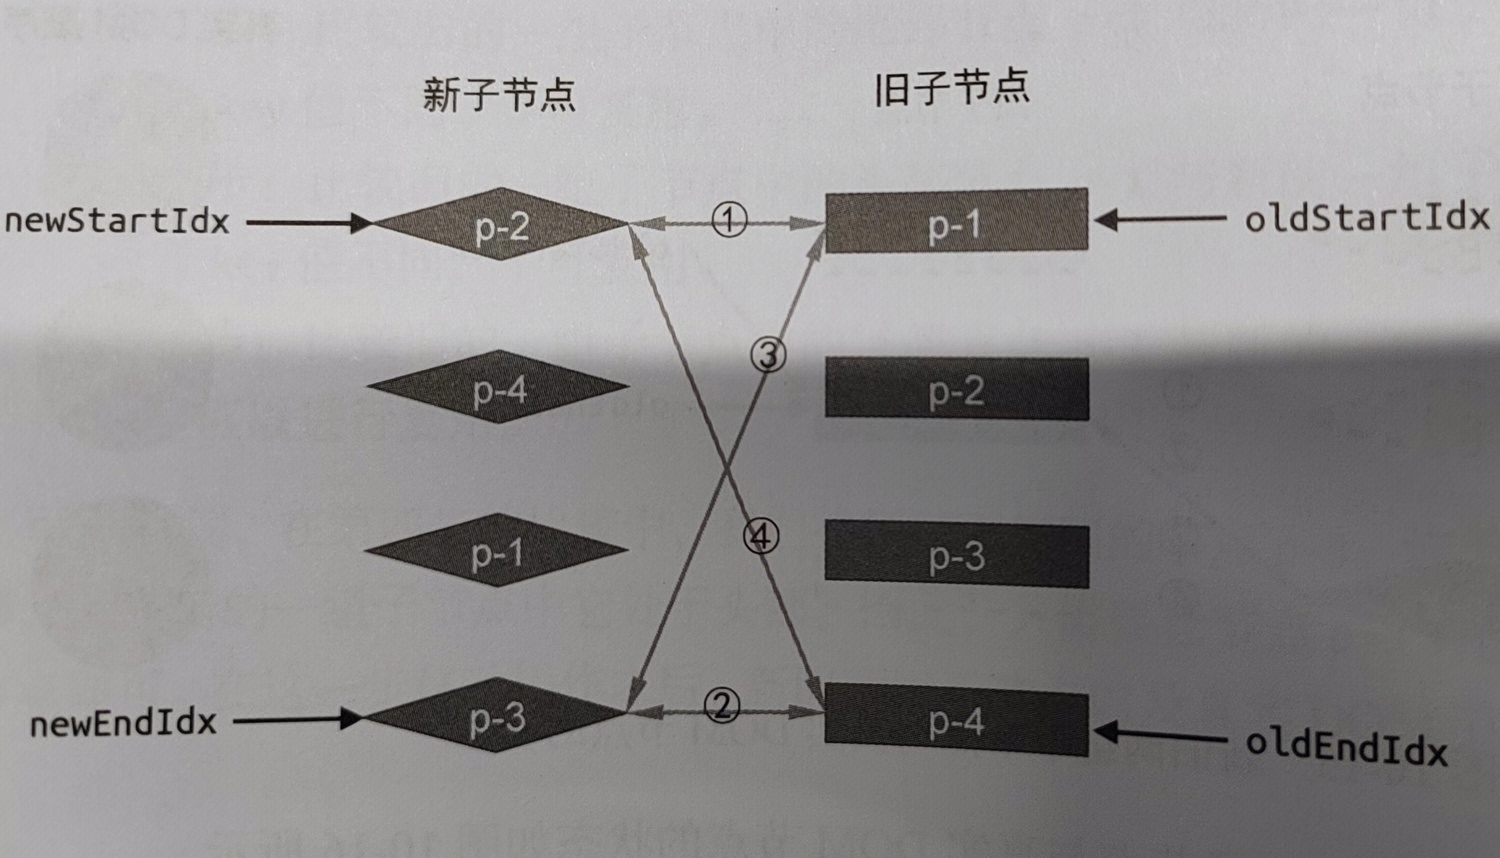 新子节点 旧子节点
newStartIdx p-2 ① p-1 oldStartIdx
③
p-4 p-2
④
p-1 p-3
newEndIdx p-3 ② p-4 oldEndIdx